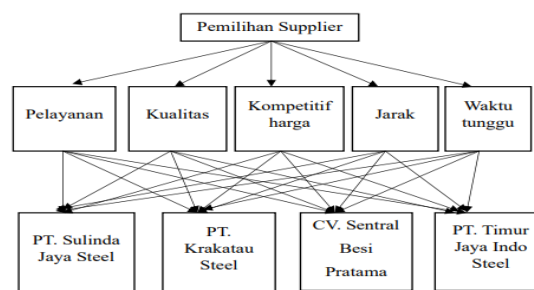 Pemilihan Supplier
Pelayanan
Kualitas
Kompetitif
harga
Jarak
Waktu
tunggu
PT. Sulinda
Jaya Steel
PT.
Krakatau
Steel
CV. Sentral
Besi
Pratama
PT. Timur
Jaya Indo
Steel